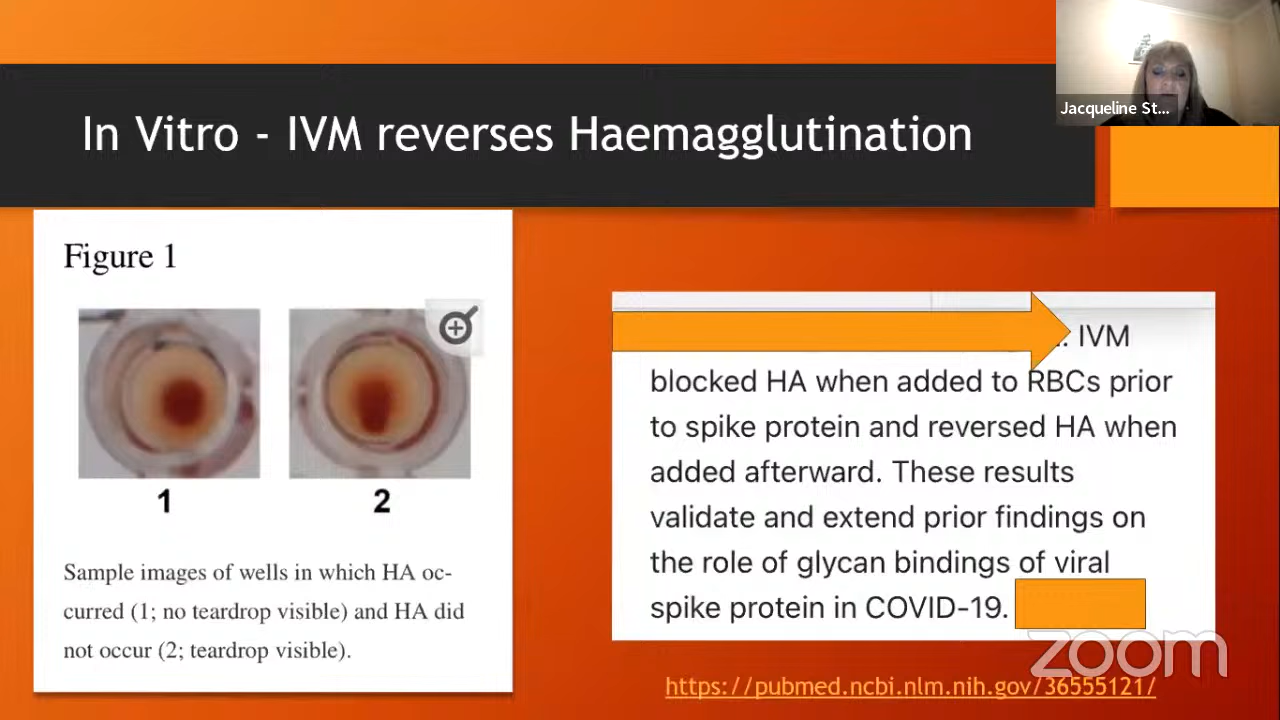 Jacqueline St...
In Vitro - IVM reverses Haemagglutination
Figure 1
1
2
Sample images of wells in which HA oc-
curred (1; no teardrop visible) and HA did
not occur (2; teardrop visible).
. IVM
blocked HA when added to RBCs prior
to spike protein and reversed HA when
added afterward. These results
validate and extend prior findings on
the role of glycan bindings of viral
spike protein in COVID-19.
zoom
https://pubmed.ncbi.nlm.nih.gov/36555121/